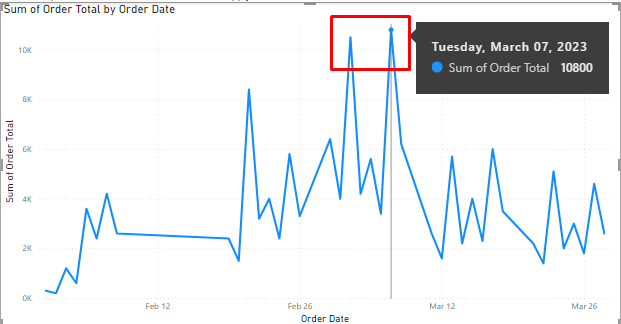 Sum of Order Total by Order Date
Tuesday, March 07, 2023
Sum of Order Total 10800
10K
8K
6K
4K
2K
0K
Sum of Order Total
Feb 12
Feb 26
Mar 12
Mar 26
Order Date